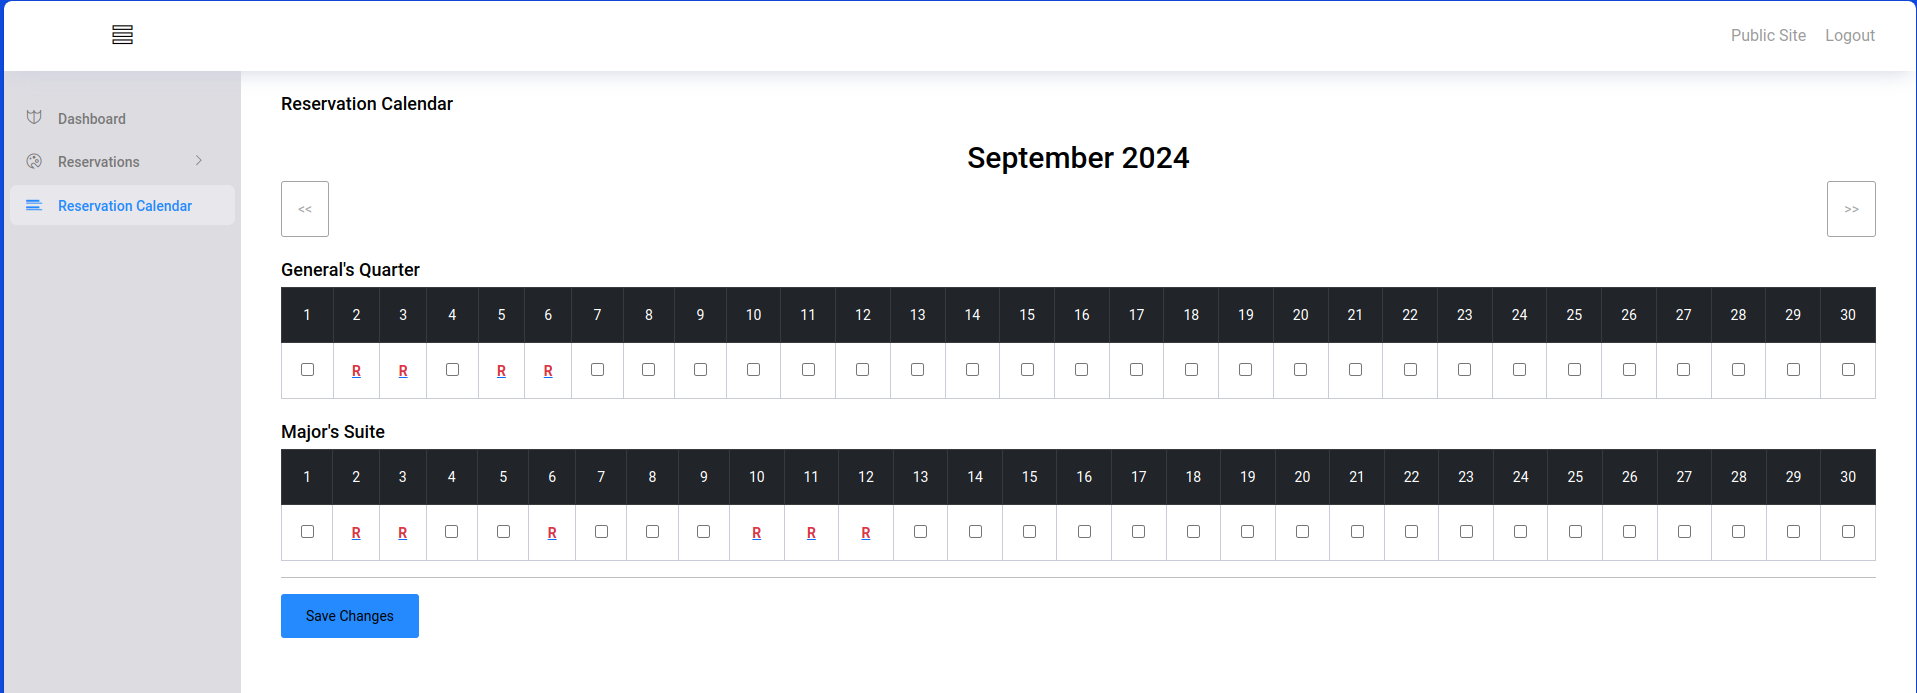 Public Site Logout
Dashboard
Reservations
Reservation Calendar
Reservation Calendar
September 2024
<< >>
General's Quarter
1 2 3 4 5 6 7 8 9 10 11 12 13 14 15 16 17 18 19 20 21 22 23 24 25 26 27 28 29 30
R R R R
Major's Suite
1 2 3 4 5 6 7 8 9 10 11 12 13 14 15 16 17 18 19 20 21 22 23 24 25 26 27 28 29 30
R R R R R R
Save Changes